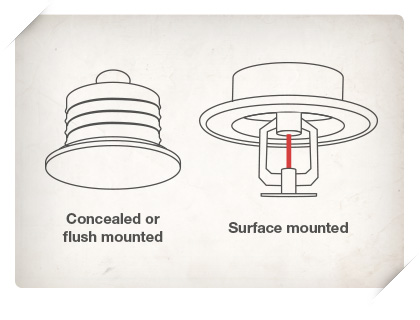 Concealed or
flush mounted
Surface mounted